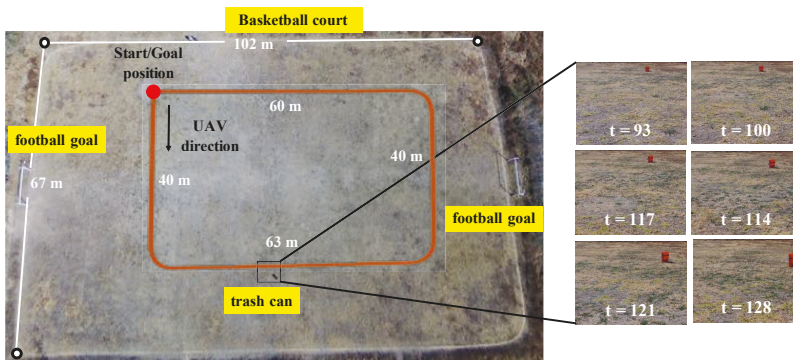 Basketball court
102 m
Start/Goal
position
60 m
UAV
direction
football goal
67 m
40 m
40 m
football goal
63 m
trash can
t = 93
t = 100
t = 117
t = 114
t = 121
t = 128